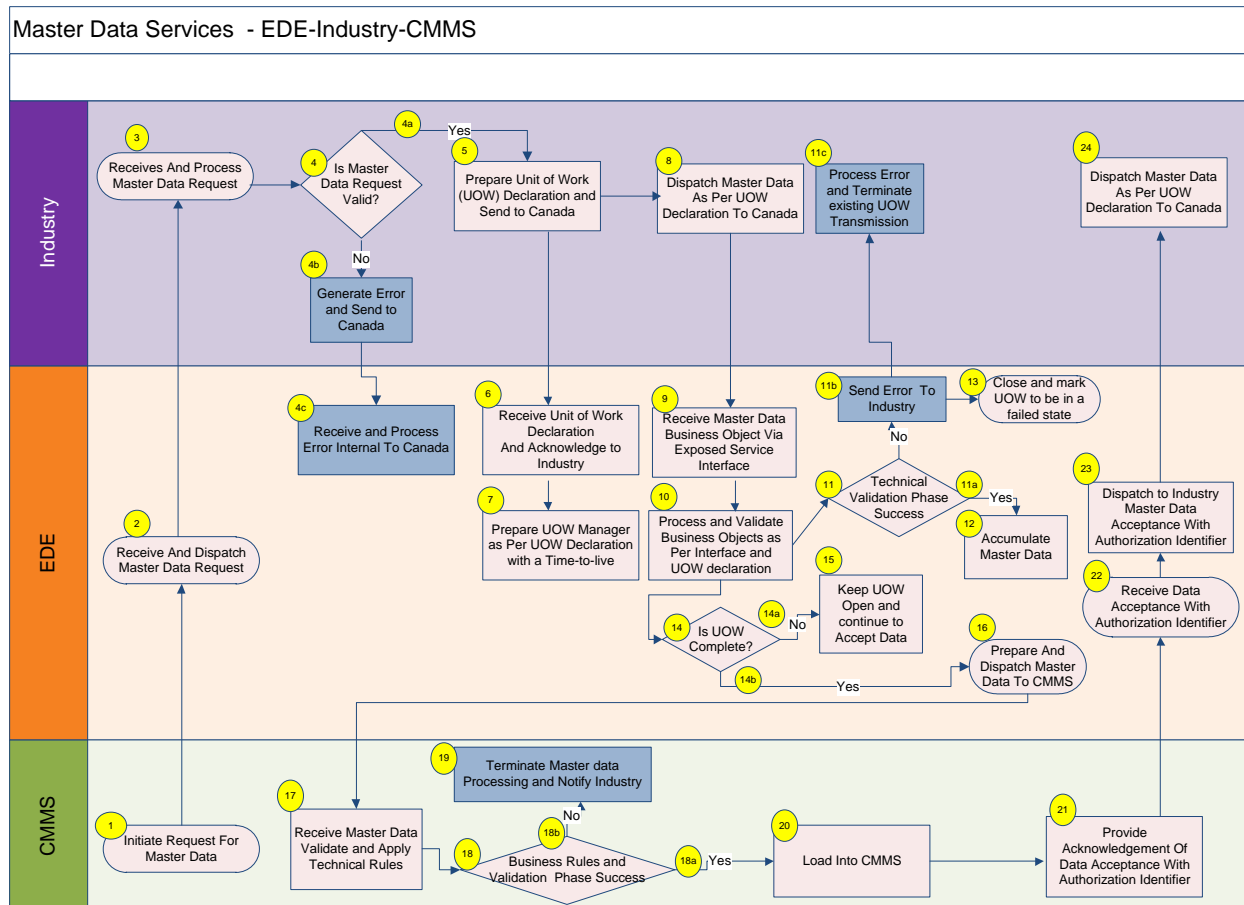 Master Data Services - EDE-Industry-CMMS
Industry
3
Receives And Process
Master Data Request
4
Is Master
Data Request
Valid?
4a
Yes
No
4b
Generate Error
and Send to
Canada
5
Prepare Unit of Work
(UOW) Declaration and
Send to Canada
8
Dispatch Master Data
As Per UOW
Declaration To Canada
11c
Process Error
and Terminate
existing UOW
Transmission
24
Dispatch Master Data
As Per UOW
Declaration To Canada
EDE
2
Receive And Dispatch
Master Data Request
4c
Receive and Process
Error Internal To Canada
6
Receive Unit of Work
Declaration
And Acknowledge to
Industry
7
Prepare UOW Manager
as Per UOW Declaration
with a Time-to-live
9
Receive Master Data
Business Object Via
Exposed Service
Interface
10
Process and Validate
Business Objects as
Per Interface and
UOW declaration
11b
Send Error To
Industry
13
Close and mark
UOW to be in a
failed state
No
11
Technical
Validation Phase
Success
11a
Yes
12
Accumulate
Master Data
14
Is UOW
Complete?
14a
No
15
Keep UOW
Open and
continue to
Accept Data
14b
Yes
16
Prepare And
Dispatch Master
Data To CMMS
23
Dispatch to Industry
Master Data
Acceptance With
Authorization Identifier
22
Receive Data
Acceptance With
Authorization Identifier
CMMS
1
Initiate Request For
Master Data
17
Receive Master Data
Validate and Apply
Technical Rules
19
Terminate Master data
Processing and Notify Industry
No
18b
18
Business Rules and
Validation Phase Success
18a
Yes
20
Load Into CMMS
21
Provide
Acknowledgement Of
Data Acceptance With
Authorization Identifier